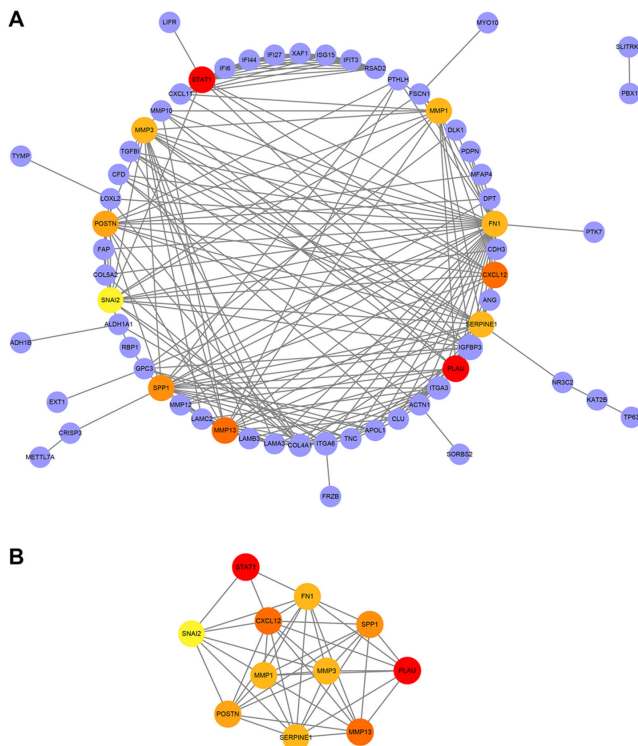 A
LIFR
MYO10
SLITRK
PBX1
IFI6
IFI44
IFI27
XAF1
ISG15
IFIT3
RSAD2
STAT1
PTHLH
CXCL11
FSCN1
MMP10
MMP1
MMP3
DLK1
TGFBI
PDPN
TYMP
CFD
MFAP4
LOXL2
DPT
POSTN
FN1
PTK7
FAP
CDH3
COL5A2
CXCL12
SNAI2
ANG
ALDH1A1
SERPINE1
ADH1B
RBP1
IGFBP3
GPC3
PLAU
SPP1
ITGA3
NR3C2
EXT1
MMP12
ACTN1
KAT2B
LAMC2
CLU
TP63
CRISP3
MMP13
APOL1
LAMB3
TNC
LAMA3
COL4A1
ITGA6
METTL7A
SORBS2
FRZB
B
STAT1
FN1
CXCL12
SPP1
SNAI2
MMP1
MMP3
PLAU
POSTN
SERPINE1
MMP13